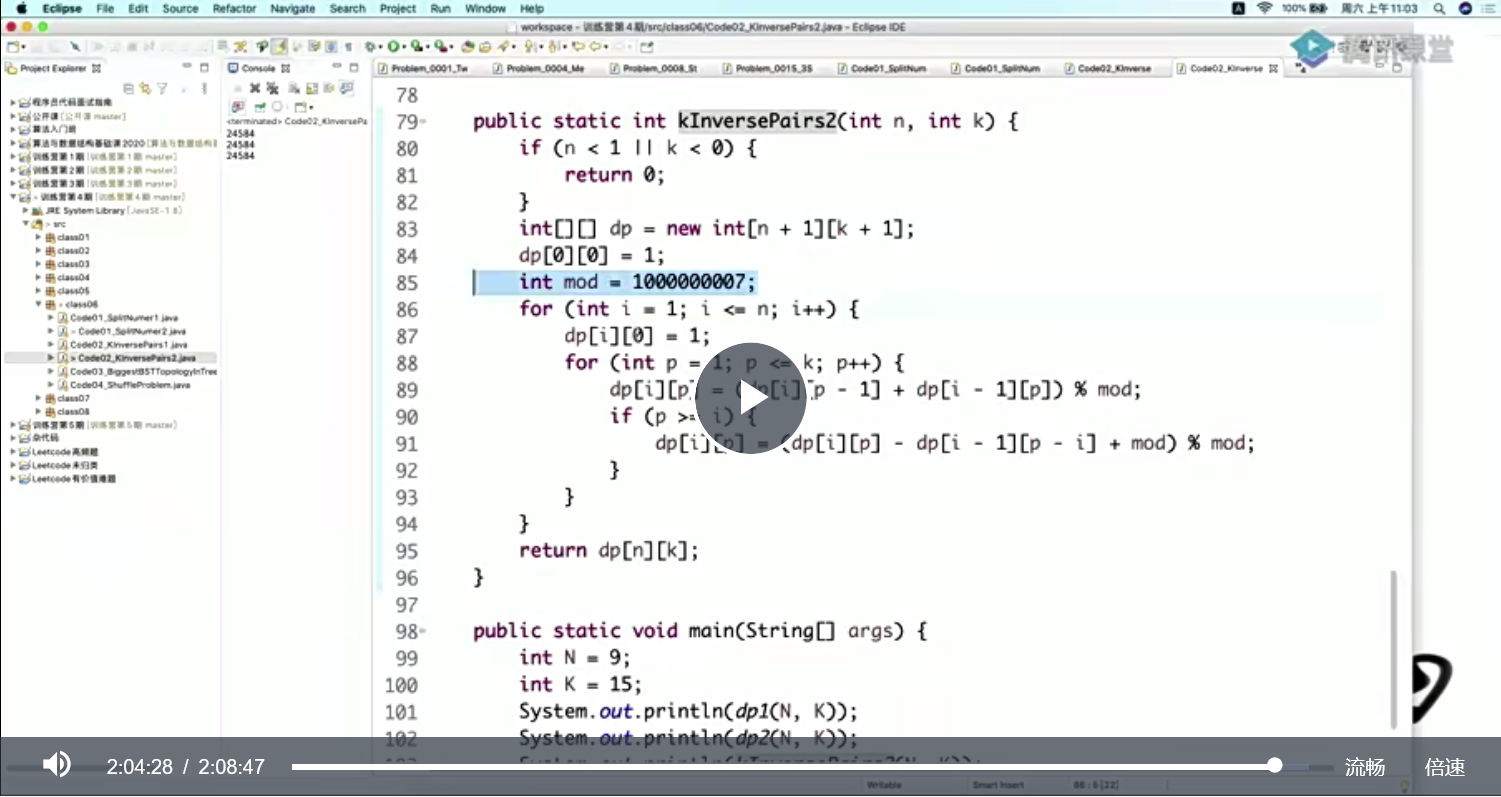 Eclipse File Edit Source Refactor Navigate Search Project Run Window Help
100% 周六上午11:03
workspace - 训练营第4期/src/class06/Code02_KInversePairs2.java - Eclipse IDE
腾讯课堂
Project Explorer
Console
Problem_0001_Tw Problem_0004_Me Problem_0008_St Problem_0015_3S Code01_SplitNum Code01_SplitNum Code02_KInverse Code02_KInverse
程序员代码面试指南
公开课 [公开课 master]
算法入门班
算法与数据结构基础课2020 [算法与数据结构
训练营第1期 [训练营第1期 master]
训练营第2期 [训练营第2期 master]
训练营第3期 [训练营第3期 master]
> 训练营第4期 [训练营第4期 master]
JRE System Library [JavaSE-1.8]
> src
class01
class02
class03
class04
class05
> class06
Code01_SplitNumer1.java
> Code01_SplitNumer2.java
Code02_KInversePairs1.java
> Code02_KInversePairs2.java
Code03_BiggestBSTTopologyInTree
Code04_ShuffleProblem.java
class07
class08
训练营第5期 [训练营第5期 master]
杂代码
Leetcode高频题
Leetcode未归类
Leetcode有价值难题
<terminated> Code02_KInversePa
24584
24584
24584
78
79 public static int kInversePairs2(int n, int k) {
80 if (n < 1 || k < 0) {
81 return 0;
82 }
83 int[][] dp = new int[n + 1][k + 1];
84 dp[0][0] = 1;
85 int mod = 1000000007;
86 for (int i = 1; i <= n; i++) {
87 dp[i][0] = 1;
88 for (int p = 1; p <= k; p++) {
89 dp[i][p] = (dp[i][p - 1] + dp[i - 1][p]) % mod;
90 if (p >= i) {
91 dp[i][p] = (dp[i][p] - dp[i - 1][p - i] + mod) % mod;
92 }
93 }
94 }
95 return dp[n][k];
96 }
97
98 public static void main(String[] args) {
99 int N = 9;
100 int K = 15;
101 System.out.println(dp1(N, K));
102 System.out.println(dp2(N, K));
2:04:28 / 2:08:47
流畅 倍速
Writable Smart Insert 86 : 5 [22]